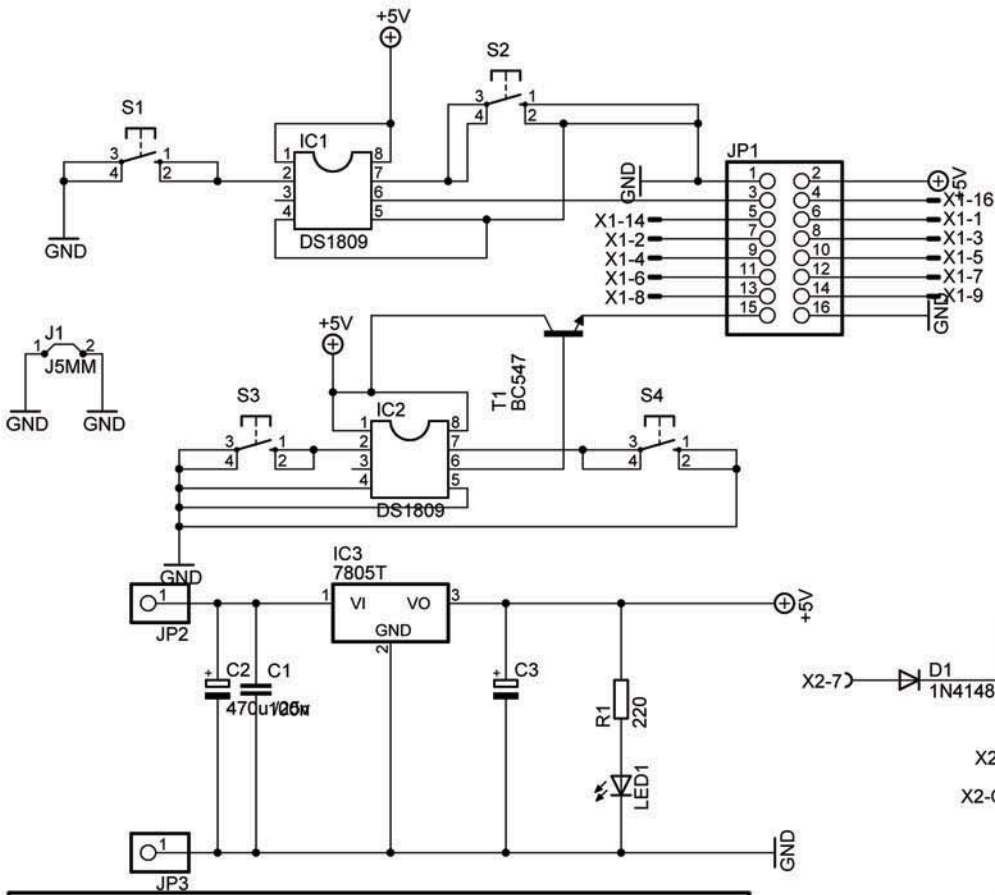 +5V
S2
S1
3 1
4 2
3 1
4 2
IC1
1 8
2 7
3 6
4 5
DS1809
GND
JP1
GND
1 2
3 4
5 6
7 8
9 10
11 12
13 14
15 16
+5V
X1-16
X1-14
X1-1
X1-2
X1-3
X1-4
X1-5
X1-6
X1-7
X1-8
X1-9
GND
+5V
J1
1 2
J5MM
GND GND
T1
BC547
S3
3 1
4 2
IC2
1 8
2 7
3 6
4 5
DS1809
S4
3 1
4 2
GND
IC3
7805T
1 VI VO 3
GND
2
1
JP2
+5V
+ C2 C1
470u/25v
+ C3
R1
220
LED1
X2-7
D1
1N4148
X2
X2-
1
JP3
GND